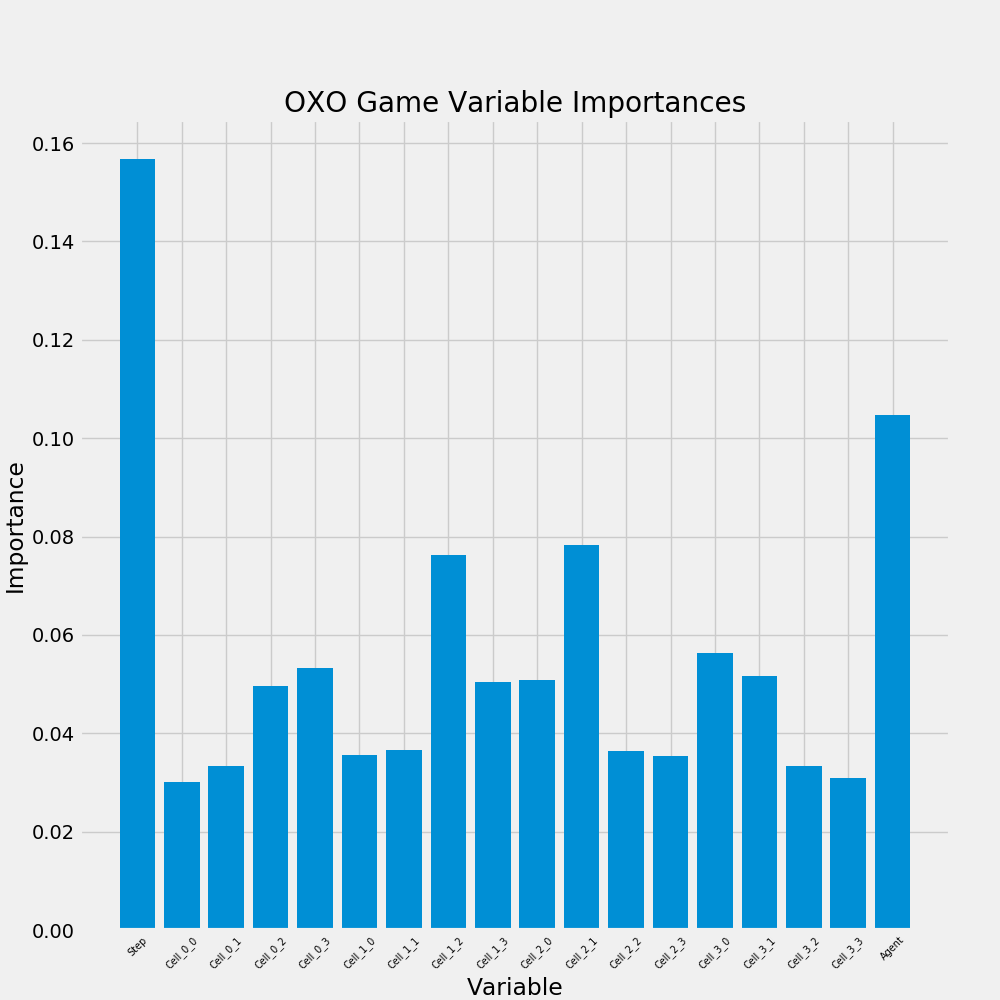 OXO Game Variable Importances
0.16
0.14
0.12
0.10
0.08
0.06
0.04
0.02
0.00
Importance
Step
Cell_0_0
Cell_0_1
Cell_0_2
Cell_0_3
Cell_1_0
Cell_1_1
Cell_1_2
Cell_1_3
Cell_2_0
Cell_2_1
Cell_2_2
Cell_2_3
Cell_3_0
Cell_3_1
Cell_3_2
Cell_3_3
Agent
Variable